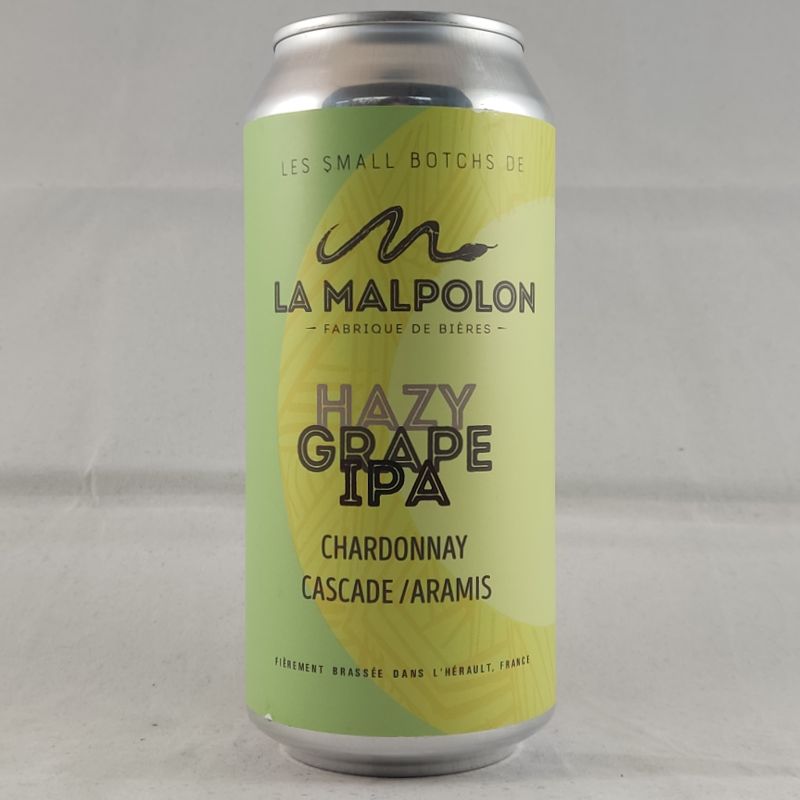 LES SMALL BOTCHS DE
LA MALPOLON
– FABRIQUE DE BIÈRES –
HAZY
GRAPE
IPA
CHARDONNAY
CASCADE /ARAMIS
FIÈREMENT BRASSÉE DANS L'HÉRAULT, FRANCE